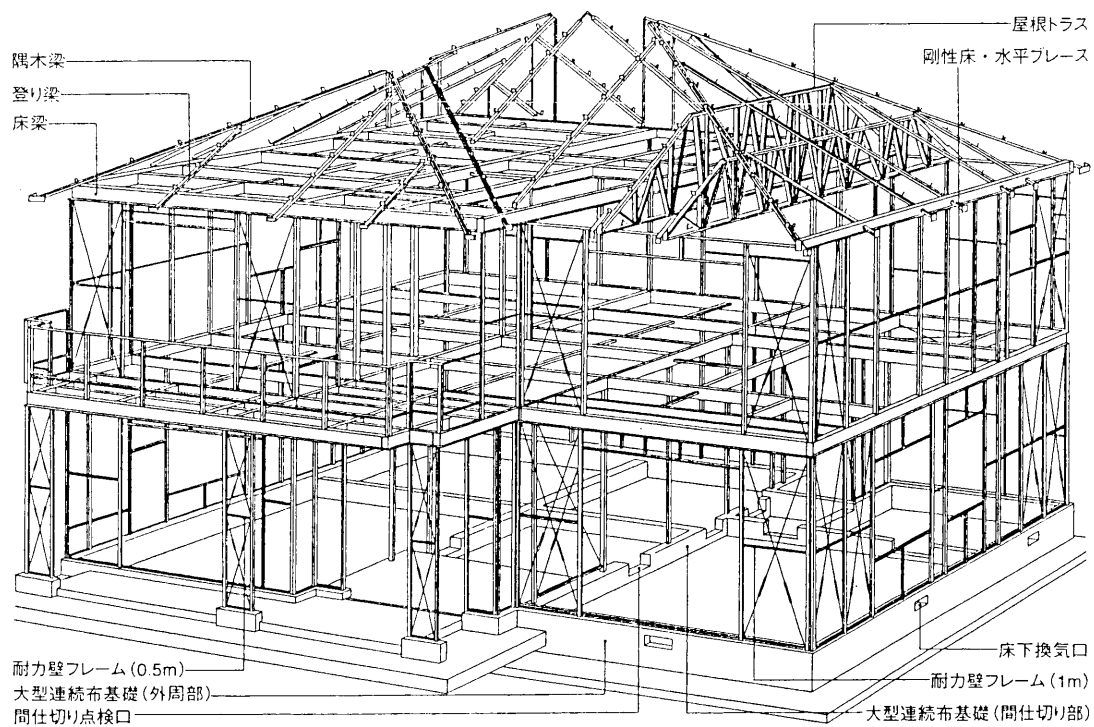 屋根トラス
剛性床・水平ブレース
隅木梁
登り梁
床梁
耐力壁フレーム(0.5m)
大型連続布基礎(外周部)
間仕切り点検口
床下換気口
耐力壁フレーム(1m)
大型連続布基礎(間仕切り部)